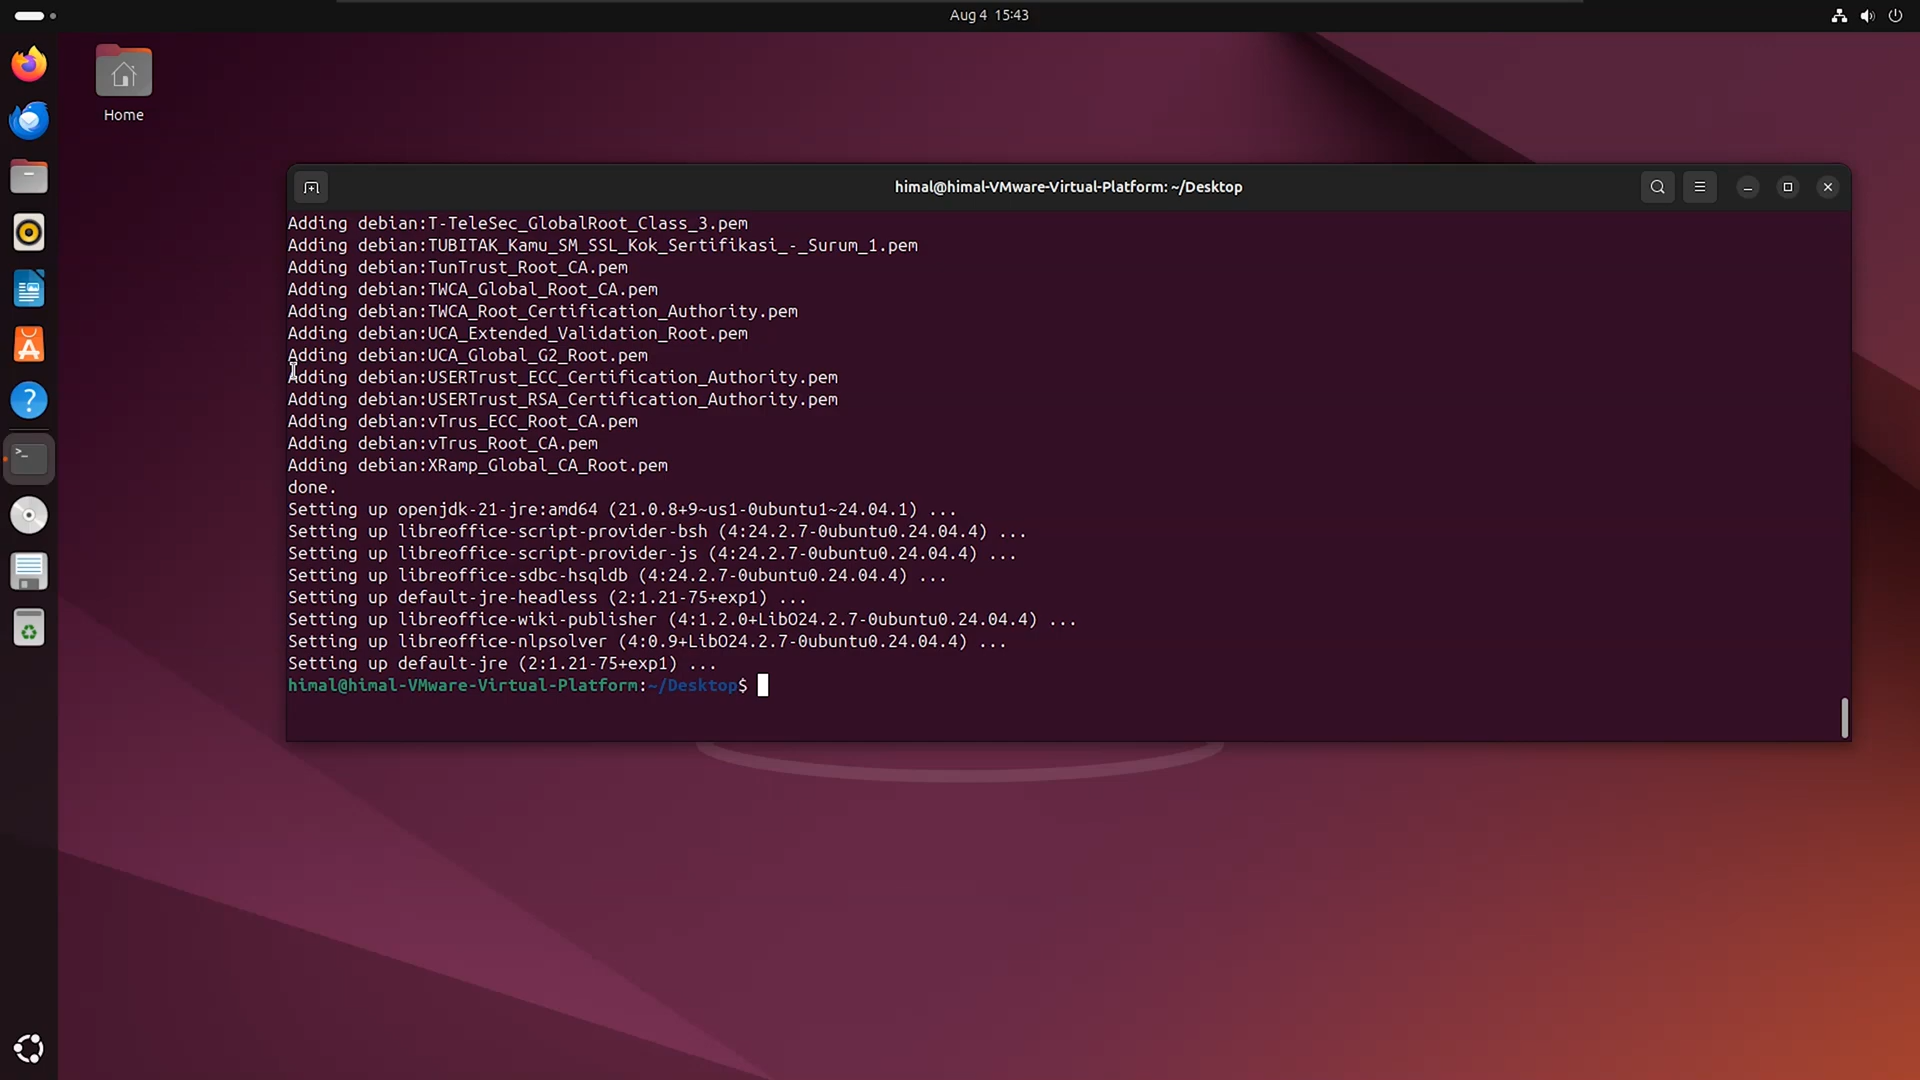 Aug 4 15:43
Home
himal@himal-VMware-Virtual-Platform: ~/Desktop
Adding debian:T-TeleSec_GlobalRoot_Class_3.pem
Adding debian:TUBITAK_Kamu_SM_SSL_Kok_Sertifikasi_-_Surum_1.pem
Adding debian:TunTrust_Root_CA.pem
Adding debian:TWCA_Global_Root_CA.pem
Adding debian:TWCA_Root_Certification_Authority.pem
Adding debian:UCA_Extended_Validation_Root.pem
Adding debian:UCA_Global_G2_Root.pem
Adding debian:USERTrust_ECC_Certification_Authority.pem
Adding debian:USERTrust_RSA_Certification_Authority.pem
Adding debian:vTrus_ECC_Root_CA.pem
Adding debian:vTrus_Root_CA.pem
Adding debian:XRamp_Global_CA_Root.pem
done.
Setting up openjdk-21-jre:amd64 (21.0.8+9~us1-0ubuntu1~24.04.1) ...
Setting up libreoffice-script-provider-bsh (4:24.2.7-0ubuntu0.24.04.4) ...
Setting up libreoffice-script-provider-js (4:24.2.7-0ubuntu0.24.04.4) ...
Setting up libreoffice-sdbc-hsqldb (4:24.2.7-0ubuntu0.24.04.4) ...
Setting up default-jre-headless (2:1.21-75+exp1) ...
Setting up libreoffice-wiki-publisher (4:1.2.0+LibO24.2.7-0ubuntu0.24.04.4) ...
Setting up libreoffice-nlpsolver (4:0.9+LibO24.2.7-0ubuntu0.24.04.4) ...
Setting up default-jre (2:1.21-75+exp1) ...
himal@himal-VMware-Virtual-Platform:~/Desktop$